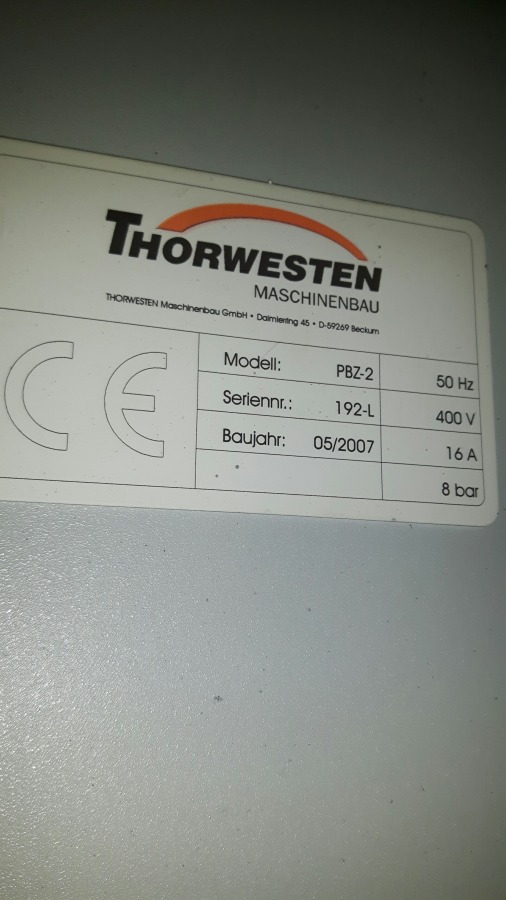 THORWESTEN
MASCHINENBAU
THORWESTEN Maschinenbau GmbH • Daimlerring 45 • D-59269 Beckum
CE
Modell: PBZ-2 50 Hz
Seriennr.: 192-L 400 V
Baujahr: 05/2007 16 A
8 bar